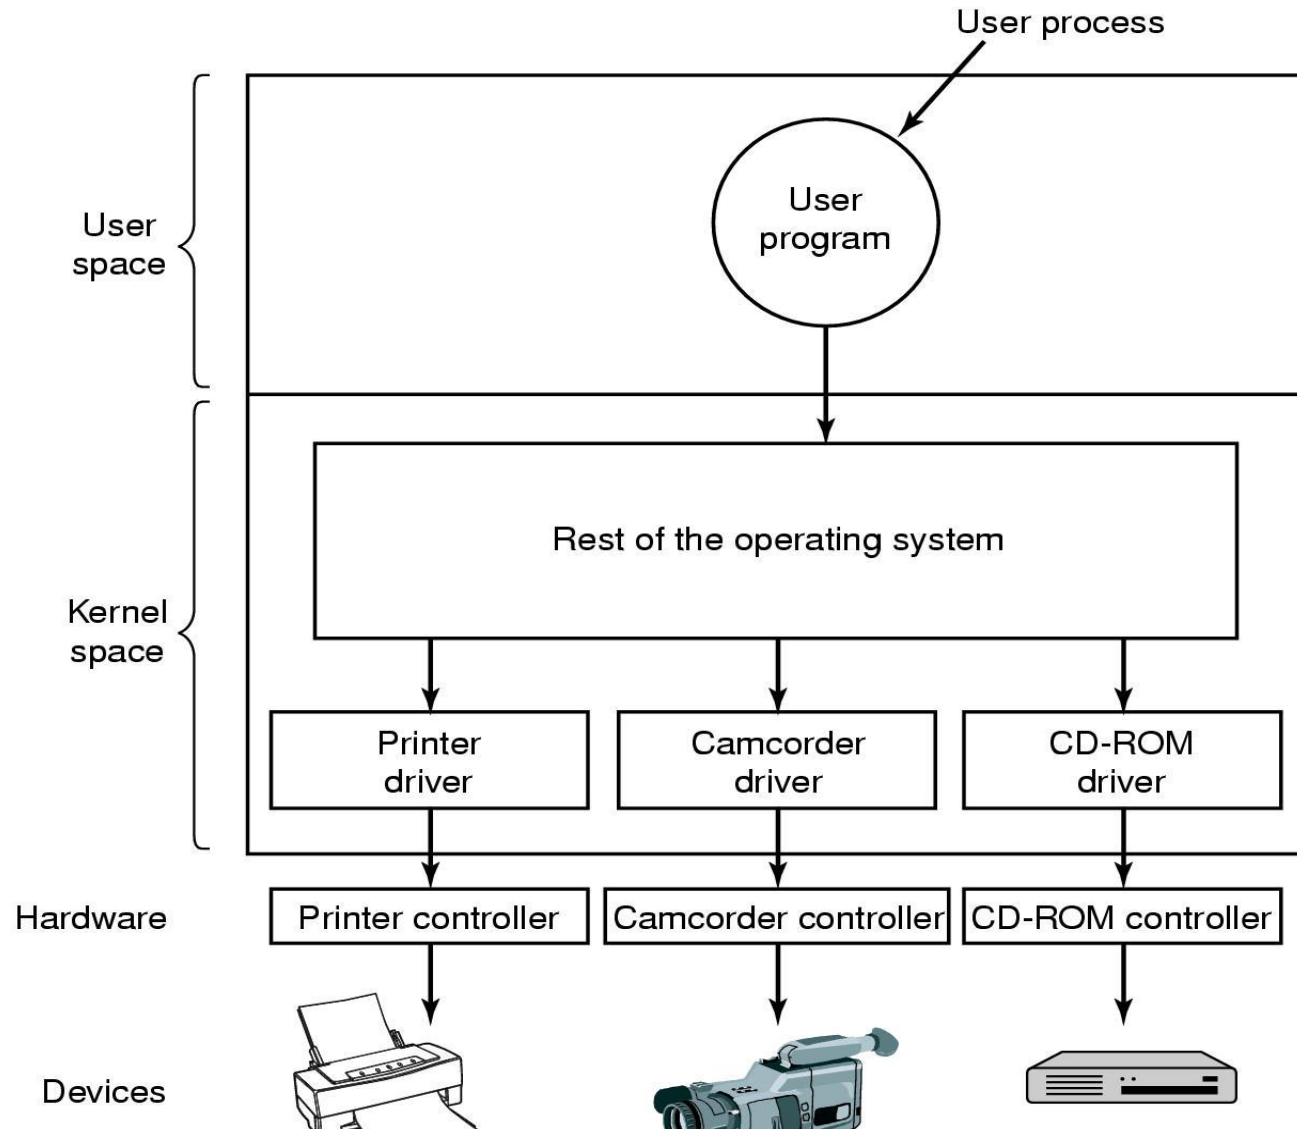 User process
User
program
User
space
Rest of the operating system
Kernel
space
Printer
driver
Camcorder
driver
CD-ROM
driver
Hardware
Printer controller
Camcorder controller
CD-ROM controller
Devices